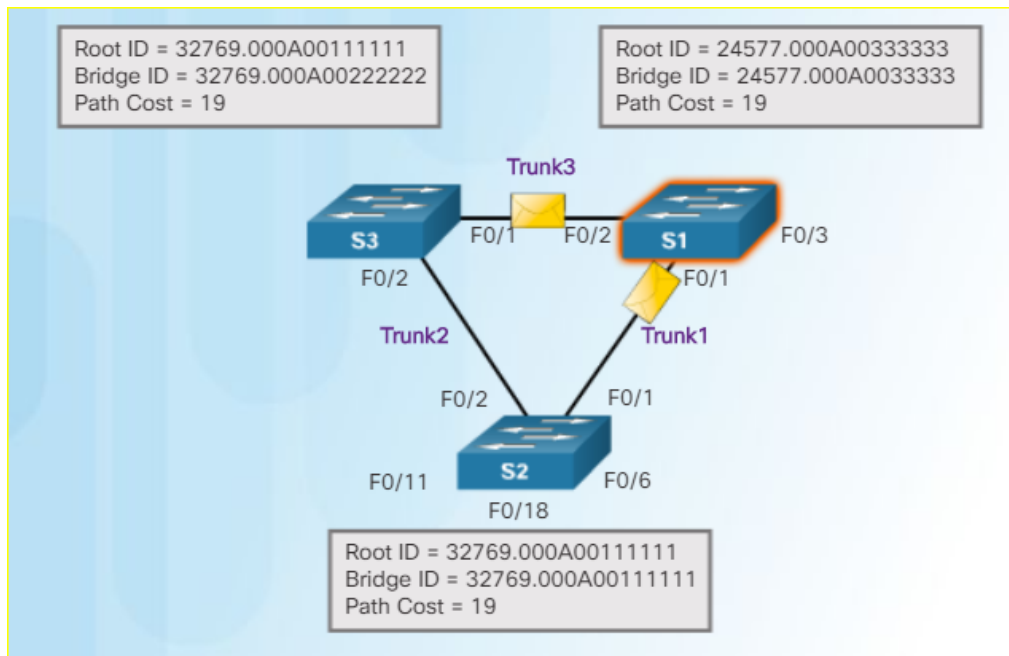 Root ID = 32769.000A00111111
Bridge ID = 32769.000A00222222
Path Cost = 19
Root ID = 24577.000A00333333
Bridge ID = 24577.000A0033333
Path Cost = 19
Trunk3
S3
F0/1
F0/2
S1
F0/3
F0/2
F0/1
Trunk2
Trunk1
F0/2
F0/1
F0/11
S2
F0/6
F0/18
Root ID = 32769.000A00111111
Bridge ID = 32769.000A00111111
Path Cost = 19